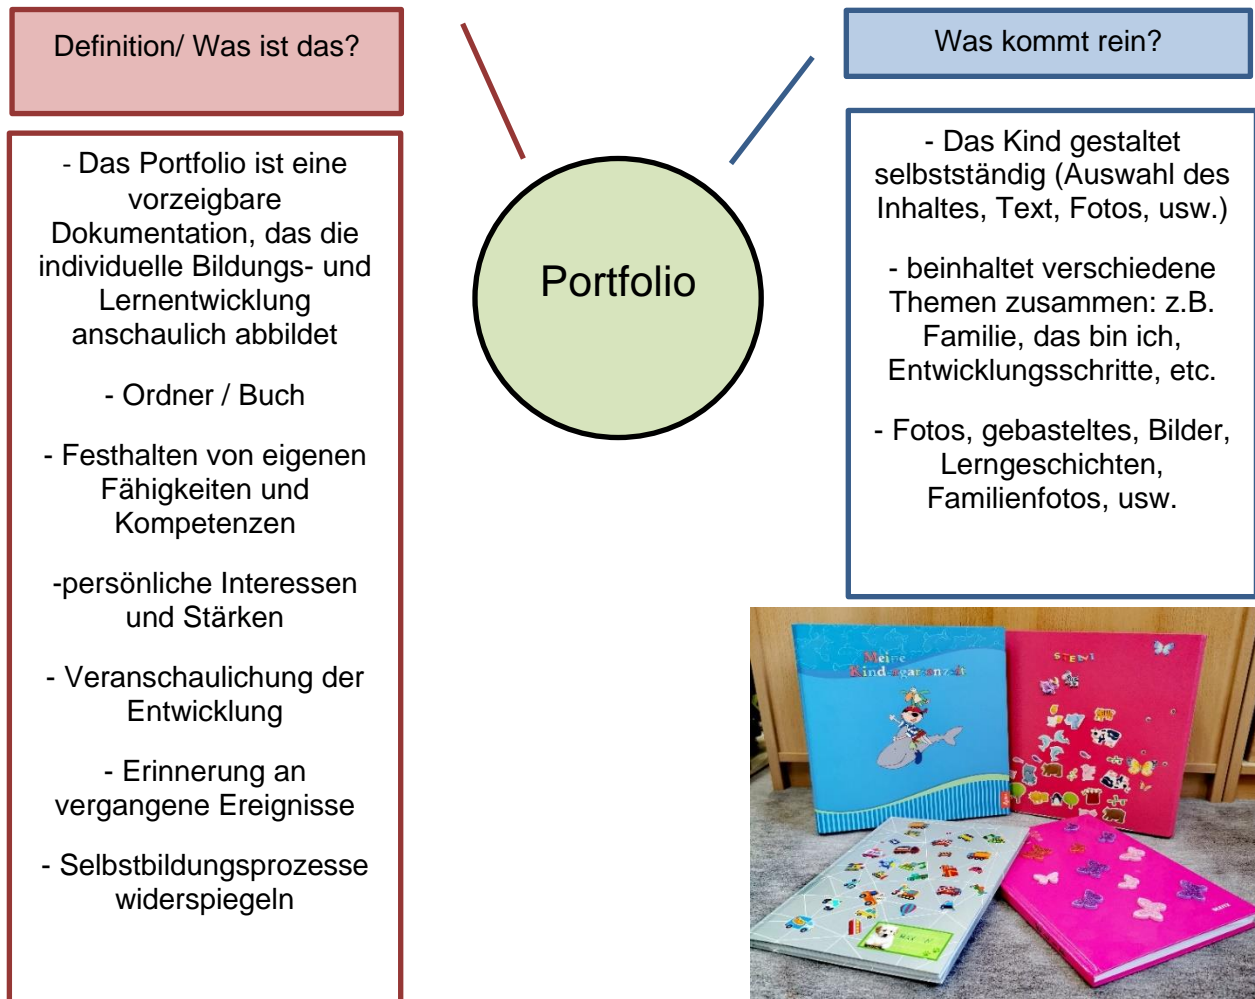 Definition/ Was ist das?
- Das Portfolio ist eine
vorzeigbare
Dokumentation, das die
individuelle Bildungs- und
Lernentwicklung
anschaulich abbildet
- Ordner / Buch
- Festhalten von eigenen
Fähigkeiten und
Kompetenzen
-persönliche Interessen
und Stärken
- Veranschaulichung der
Entwicklung
- Erinnerung an
vergangene Ereignisse
- Selbstbildungsprozesse
widerspiegeln
Portfolio
Was kommt rein?
- Das Kind gestaltet
selbstständig (Auswahl des
Inhaltes, Text, Fotos, usw.)
- beinhaltet verschiedene
Themen zusammen: z.B.
Familie, das bin ich,
Entwicklungsschritte, etc.
- Fotos, gebasteltes, Bilder,
Lerngeschichten,
Familienfotos, usw.
Meine
Kindergartenzeit